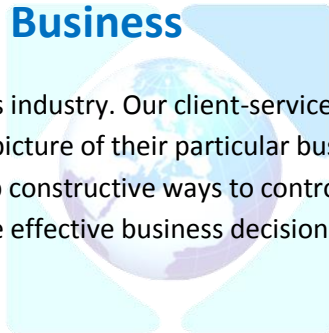 Business
s industry. Our client-service
picture of their particular bus
o constructive ways to contro
e effective business decision